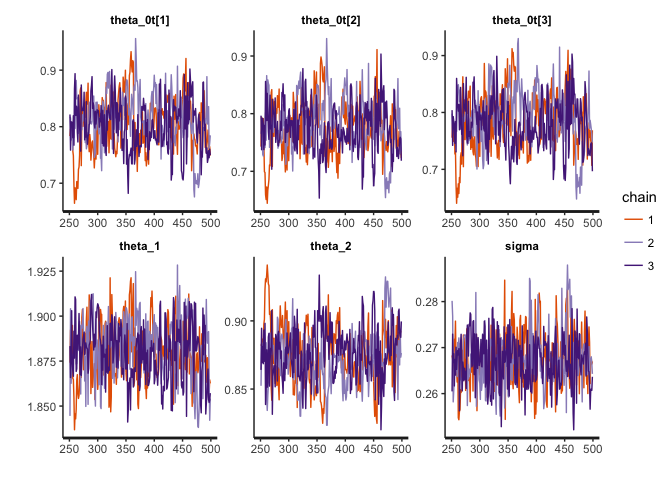 theta_0t[1] theta_0t[2] theta_0t[3]
0.9 0.9 0.9
0.8 0.8 0.8
0.7 0.7 0.7
250 300 350 400 450 500 250 300 350 400 450 500 250 300 350 400 450 500
theta_1 theta_2 sigma
1.925
1.900 0.90 0.28
1.875 0.27
1.850 0.85 0.26
250 300 350 400 450 500 250 300 350 400 450 500 250 300 350 400 450 500
chain
1
2
3